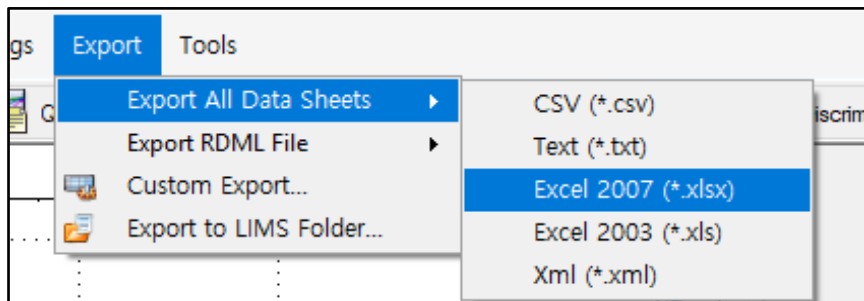 gs Export Tools
Export All Data Sheets
Export RDML File
Custom Export...
Export to LIMS Folder...
CSV (*.csv)
Text (*.txt)
Excel 2007 (*.xlsx)
Excel 2003 (*.xls)
Xml (*.xml)
iscrim